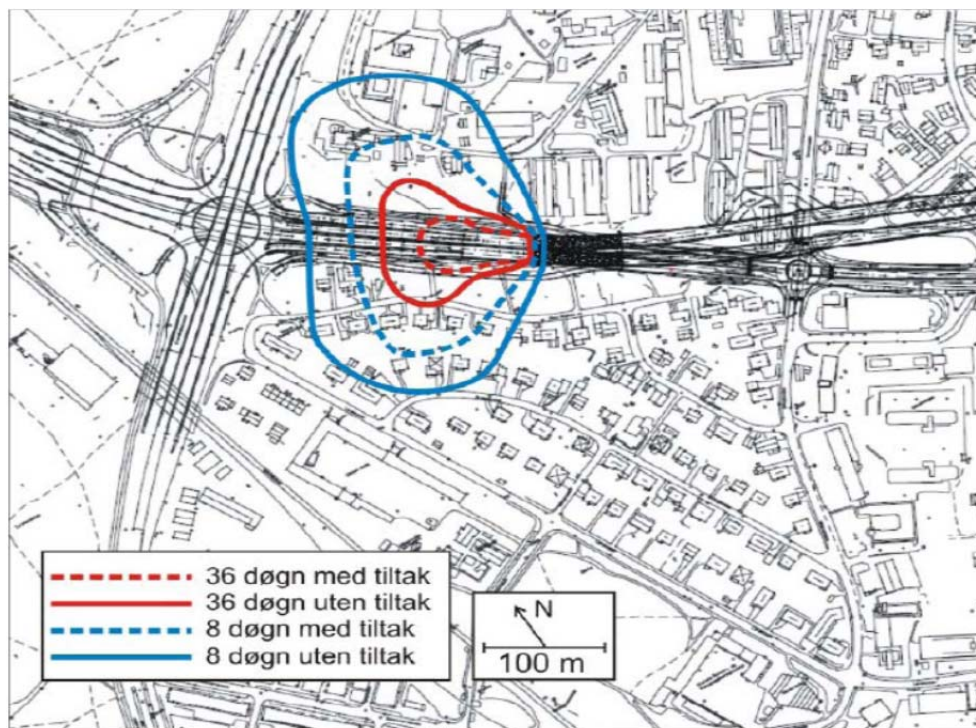 36 døgn med tiltak
36 døgn uten tiltak
8 døgn med tiltak
8 døgn uten tiltak
N
100 m